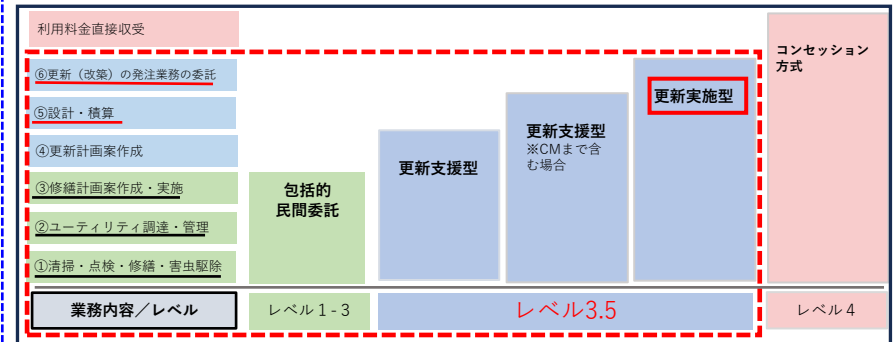 利用料金直接収受
⑥更新（改築）の発注業務の委託
⑤設計・積算
④更新計画案作成
③修繕計画案作成・実施
②ユーティリティ調達・管理
①清掃・点検・修繕・害虫駆除
包括的
民間委託
更新支援型
更新支援型
※CMまで含
む場合
更新実施型
コンセッション
方式
業務内容／レベル
レベル１-３
レベル3.5
レベル４